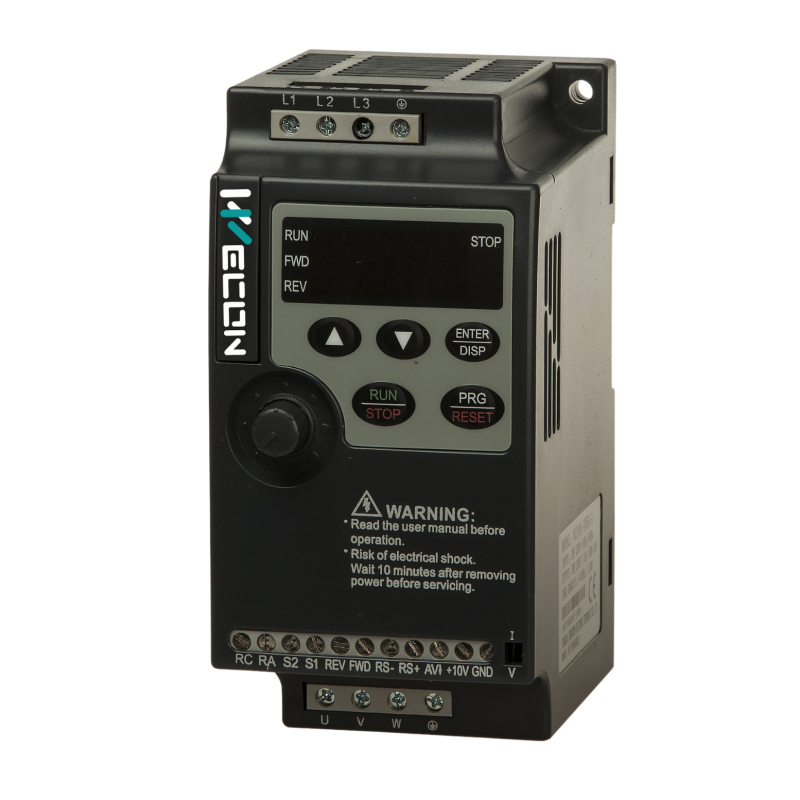 L1 L2 L3
WECON
RUN
STOP
FWD
REV
ENTER
DISP
RUN
STOP
PRG
RESET
WARNING:
• Read the user manual before
operation.
• Risk of electrical shock.
Wait 10 minutes after removing
power before servicing.
I
RC RA S2 S1 REV FWD RS- RS+ AVI +10V GND
V
U V W
CE